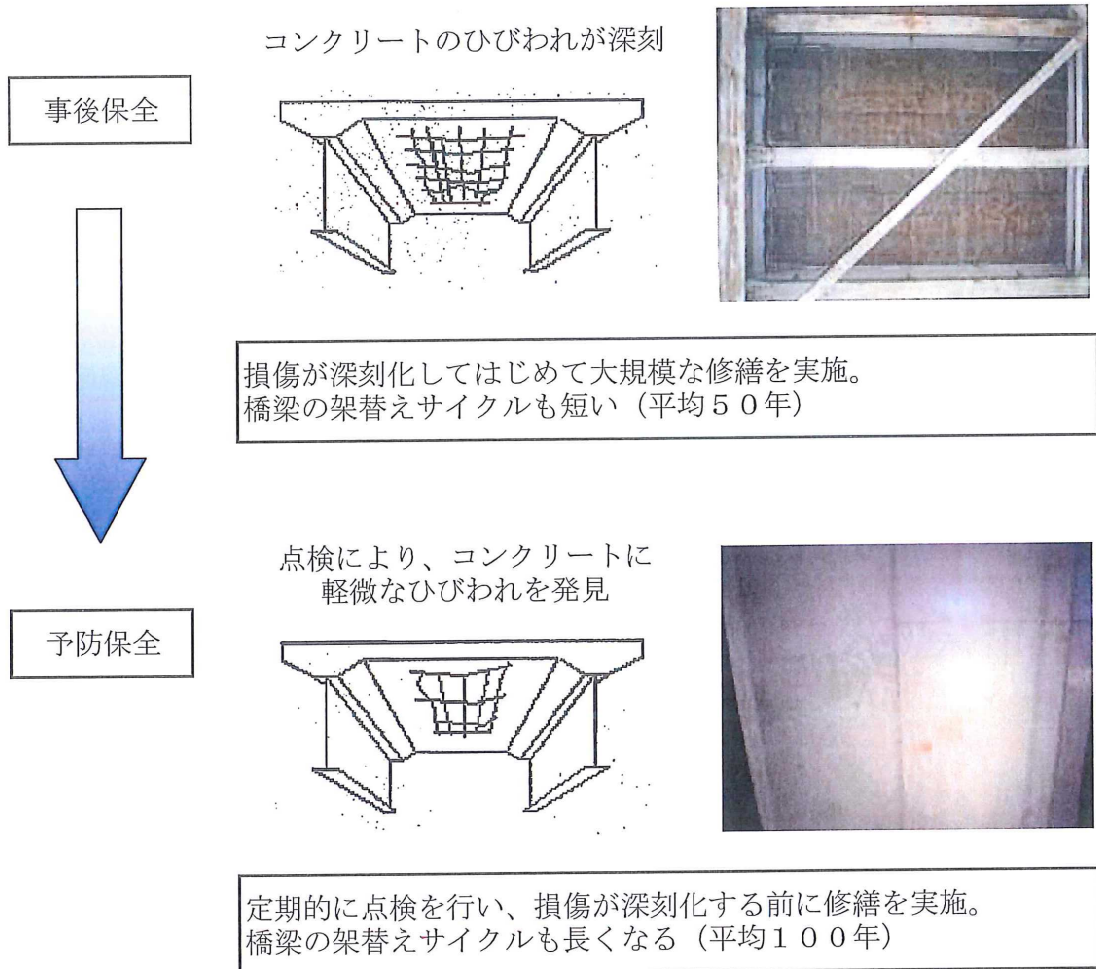 コンクリートのひびわれが深刻
事後保全
損傷が深刻化してはじめて大規模な修繕を実施。
橋梁の架替えサイクルも短い（平均５０年）
点検により、コンクリートに
軽微なひびわれを発見
予防保全
定期的に点検を行い、損傷が深刻化する前に修繕を実施。
橋梁の架替えサイクルも長くなる（平均１００年）